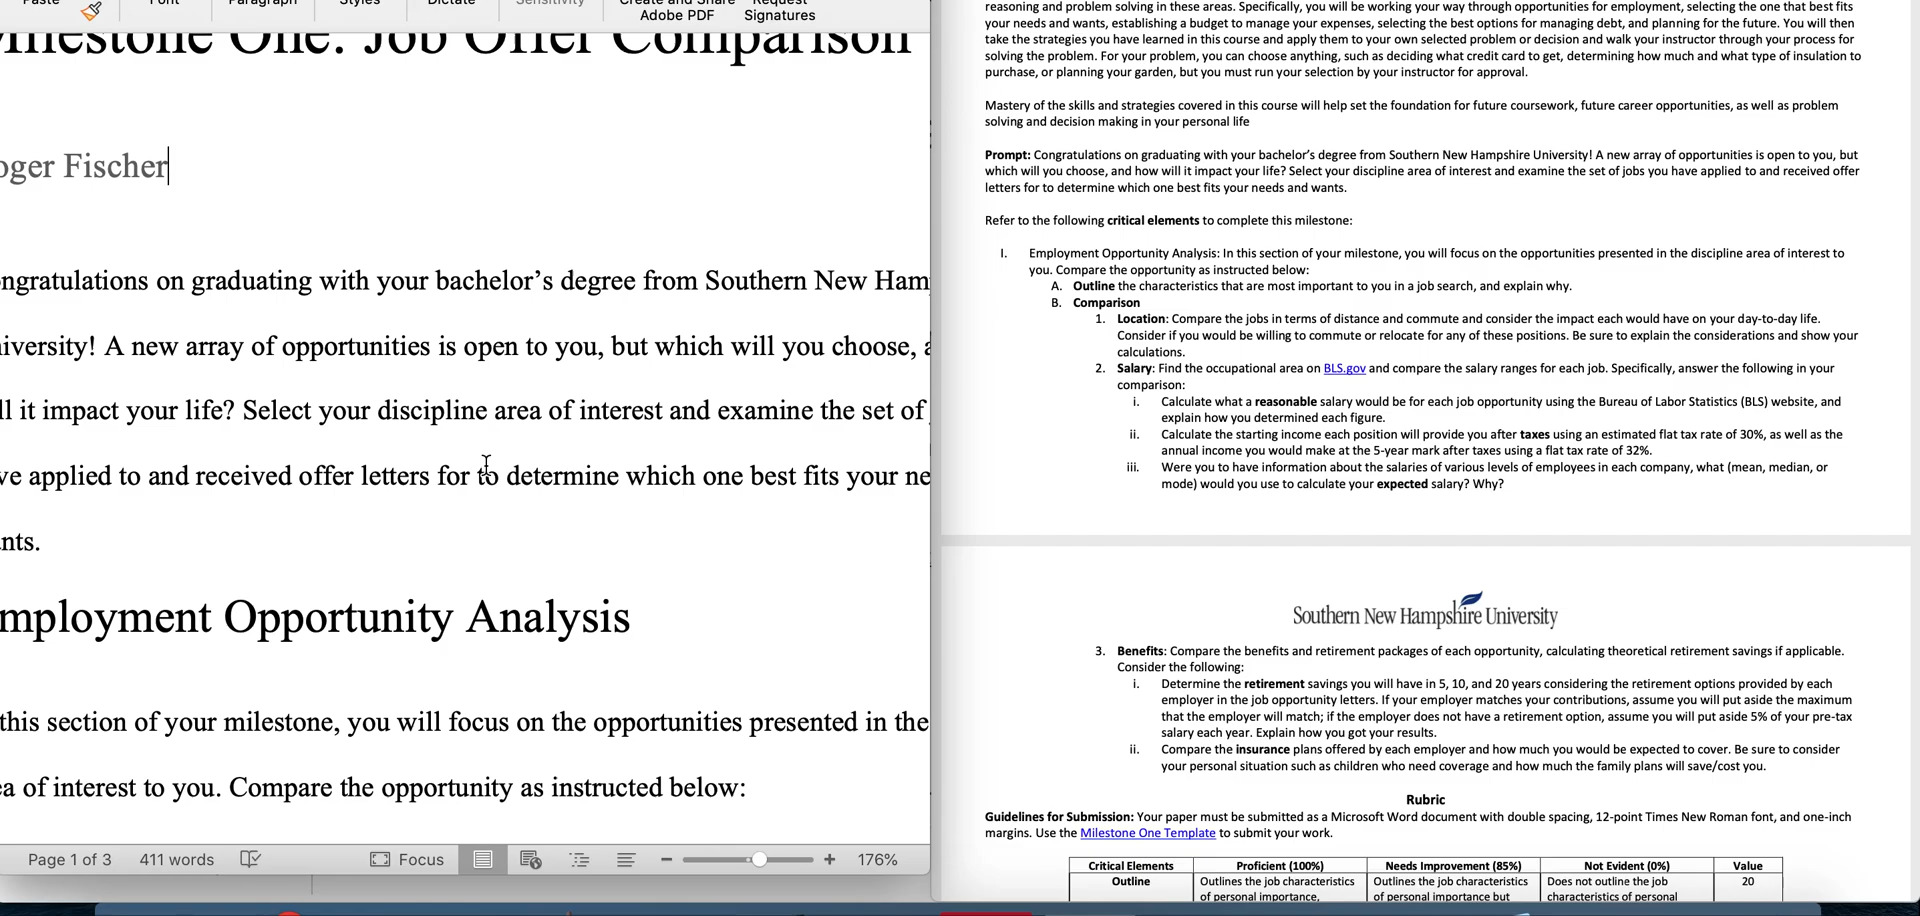 Paste
Font
Paragraph
Styles
Dictate
Sensitivity
Create and Share
Adobe PDF
Request
Signatures
One: Job Offer Comparison
oger Fischer
ongratulations on graduating with your bachelor’s degree from Southern New Ham
iversity! A new array of opportunities is open to you, but which will you choose, a
ll it impact your life? Select your discipline area of interest and examine the set of
ve applied to and received offer letters for to determine which one best fits your ne
nts.
mployment Opportunity Analysis
this section of your milestone, you will focus on the opportunities presented in the
ea of interest to you. Compare the opportunity as instructed below:
Page 1 of 3
411 words
Focus
176%
reasoning and problem solving in these areas. Specifically, you will be working your way through opportunities for employment, selecting the one that best fits
your needs and wants, establishing a budget to manage your expenses, selecting the best options for managing debt, and planning for the future. You will then
take the strategies you have learned in this course and apply them to your own selected problem or decision and walk your instructor through your process for
solving the problem. For your problem, you can choose anything, such as deciding what credit card to get, determining how much and what type of insulation to
purchase, or planning your garden, but you must run your selection by your instructor for approval.
Mastery of the skills and strategies covered in this course will help set the foundation for future coursework, future career opportunities, as well as problem
solving and decision making in your personal life
Prompt: Congratulations on graduating with your bachelor’s degree from Southern New Hampshire University! A new array of opportunities is open to you, but
which will you choose, and how will it impact your life? Select your discipline area of interest and examine the set of jobs you have applied to and received offer
letters for to determine which one best fits your needs and wants.
Refer to the following critical elements to complete this milestone:
I. Employment Opportunity Analysis: In this section of your milestone, you will focus on the opportunities presented in the discipline area of interest to
you. Compare the opportunity as instructed below:
A. Outline the characteristics that are most important to you in a job search, and explain why.
B. Comparison
1. Location: Compare the jobs in terms of distance and commute and consider the impact each would have on your day-to-day life.
Consider if you would be willing to commute or relocate for any of these positions. Be sure to explain the considerations and show your
calculations.
2. Salary: Find the occupational area on BLS.gov and compare the salary ranges for each job. Specifically, answer the following in your
comparison:
i. Calculate what a reasonable salary would be for each job opportunity using the Bureau of Labor Statistics (BLS) website, and
explain how you determined each figure.
ii. Calculate the starting income each position will provide you after taxes using an estimated flat tax rate of 30%, as well as the
annual income you would make at the 5-year mark after taxes using a flat tax rate of 32%.
iii. Were you to have information about the salaries of various levels of employees in each company, what (mean, median, or
mode) would you use to calculate your expected salary? Why?
Southern New Hampshire University
3. Benefits: Compare the benefits and retirement packages of each opportunity, calculating theoretical retirement savings if applicable.
Consider the following:
i. Determine the retirement savings you will have in 5, 10, and 20 years considering the retirement options provided by each
employer in the job opportunity letters. If your employer matches your contributions, assume you will put aside the maximum
that the employer will match; if the employer does not have a retirement option, assume you will put aside 5% of your pre-tax
salary each year. Explain how you got your results.
ii. Compare the insurance plans offered by each employer and how much you would be expected to cover. Be sure to consider
your personal situation such as children who need coverage and how much the family plans will save/cost you.
Rubric
Guidelines for Submission: Your paper must be submitted as a Microsoft Word document with double spacing, 12-point Times New Roman font, and one-inch
margins. Use the Milestone One Template to submit your work.
Critical Elements Proficient (100%) Needs Improvement (85%) Not Evident (0%) Value
Outline Outlines the job characteristics Outlines the job characteristics Does not outline the job 20
of personal importance, of personal importance but characteristics of personal